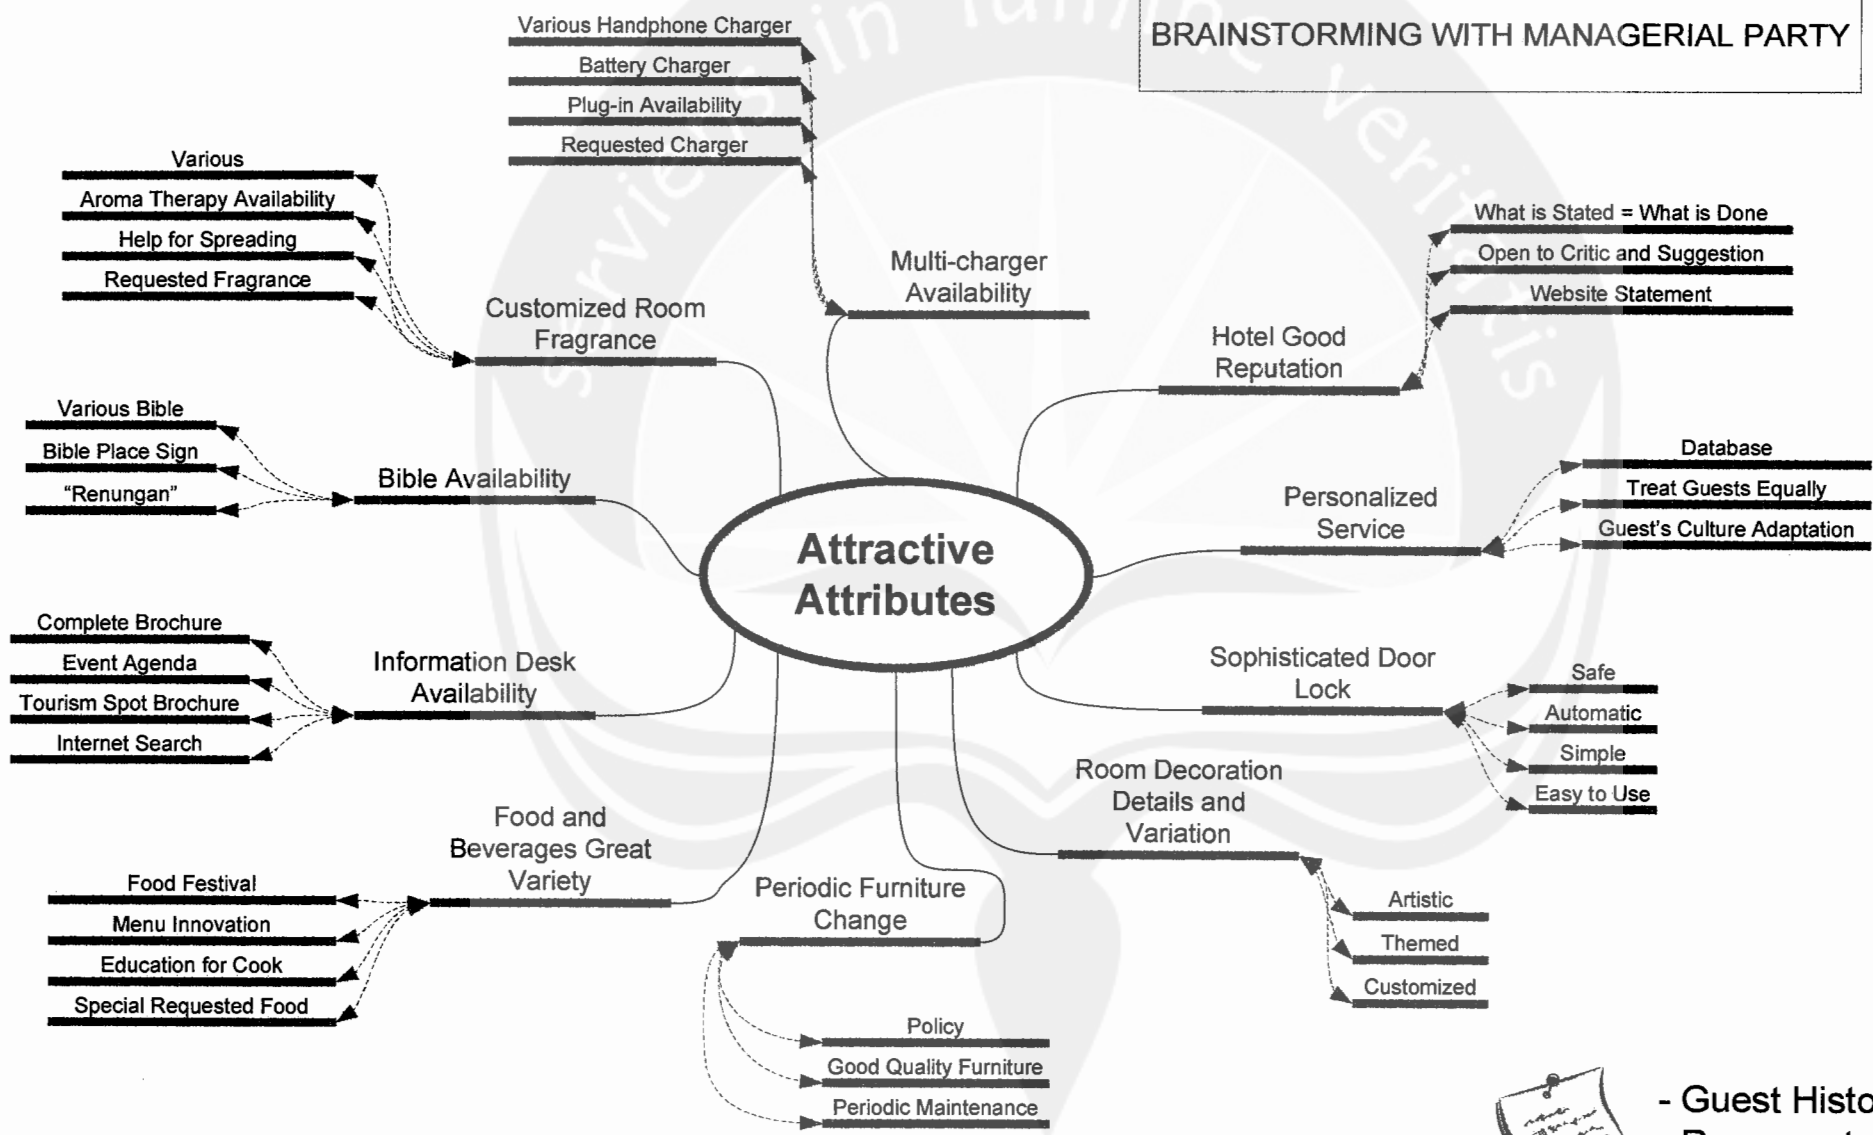 BRAINSTORMING WITH MANAGERIAL PARTY
Various Handphone Charger
Battery Charger
Plug-in Availability
Requested Charger
Multi-charger
Availability
Various
Aroma Therapy Availability
Help for Spreading
Requested Fragrance
Customized Room
Fragrance
What is Stated = What is Done
Open to Critic and Suggestion
Website Statement
Hotel Good
Reputation
Various Bible
Bible Place Sign
"Renungan"
Bible Availability
Database
Treat Guests Equally
Guest's Culture Adaptation
Personalized
Service
Attractive
Attributes
Complete Brochure
Event Agenda
Tourism Spot Brochure
Internet Search
Information Desk
Availability
Sophisticated Door
Lock
Safe
Automatic
Simple
Easy to Use
Food and
Beverages Great
Variety
Food Festival
Menu Innovation
Education for Cook
Special Requested Food
Periodic Furniture
Change
Policy
Good Quality Furniture
Periodic Maintenance
Room Decoration
Details and
Variation
Artistic
Themed
Customized
- Guest Histo
serviens in lumine veritatis